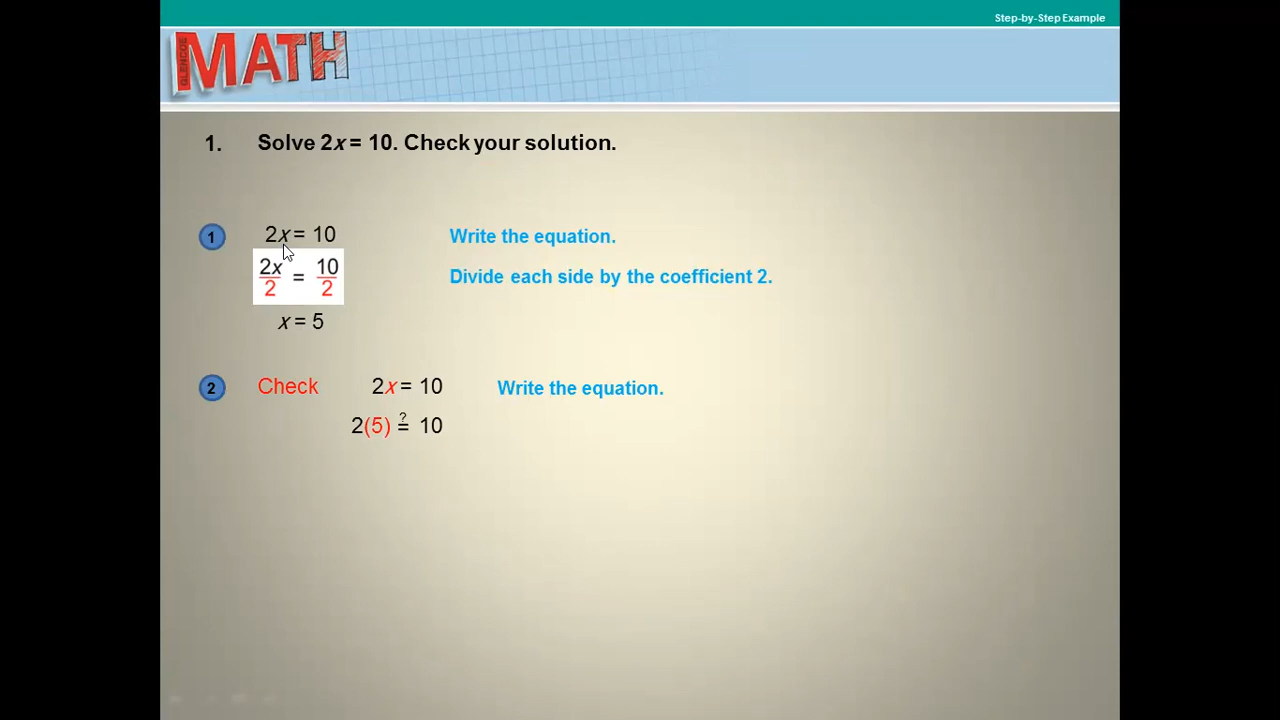 Step-by-Step Example
GLENCOE
MATH
1. Solve 2x = 10. Check your solution.
1 2x = 10 Write the equation.
2x/2 = 10/2 Divide each side by the coefficient 2.
x = 5
2 Check 2x = 10 Write the equation.
2(5) ≟ 10